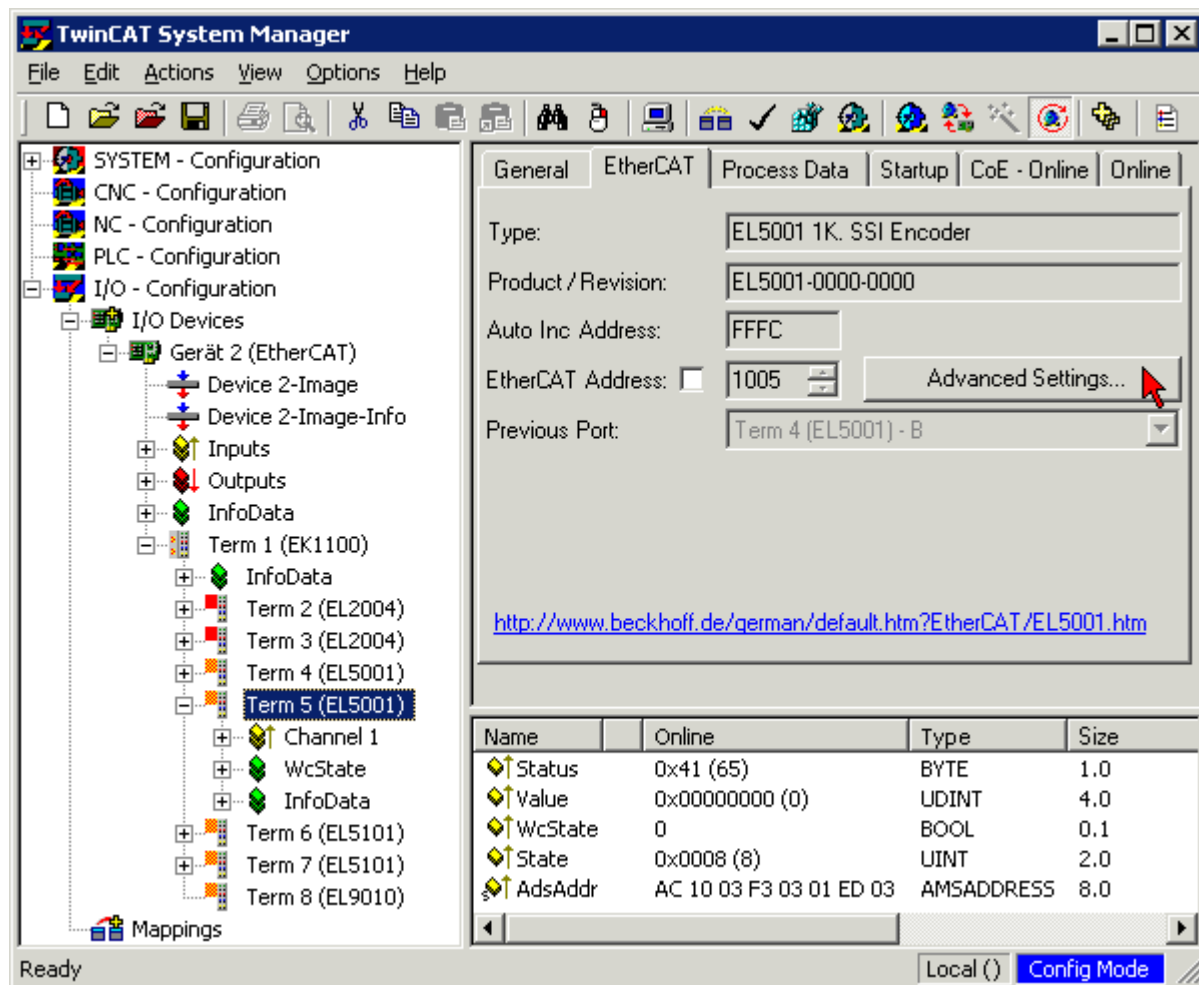 TwinCAT System Manager
File Edit Actions View Options Help
SYSTEM - Configuration
CNC - Configuration
NC - Configuration
PLC - Configuration
I/O - Configuration
I/O Devices
Gerät 2 (EtherCAT)
Device 2-Image
Device 2-Image-Info
Inputs
Outputs
InfoData
Term 1 (EK1100)
InfoData
Term 2 (EL2004)
Term 3 (EL2004)
Term 4 (EL5001)
Term 5 (EL5001)
Channel 1
WcState
InfoData
Term 6 (EL5101)
Term 7 (EL5101)
Term 8 (EL9010)
Mappings
General EtherCAT Process Data Startup CoE - Online Online
Type: EL5001 1K. SSI Encoder
Product / Revision: EL5001-0000-0000
Auto Inc Address: FFFC
EtherCAT Address: 1005 Advanced Settings...
Previous Port: Term 4 (EL5001) - B
http://www.beckhoff.de/german/default.htm?EtherCAT/EL5001.htm
Name Online Type Size
Status 0x41 (65) BYTE 1.0
Value 0x00000000 (0) UDINT 4.0
WcState 0 BOOL 0.1
State 0x0008 (8) UINT 2.0
AdsAddr AC 10 03 F3 03 01 ED 03 AMSADDRESS 8.0
Ready Local () Config Mode